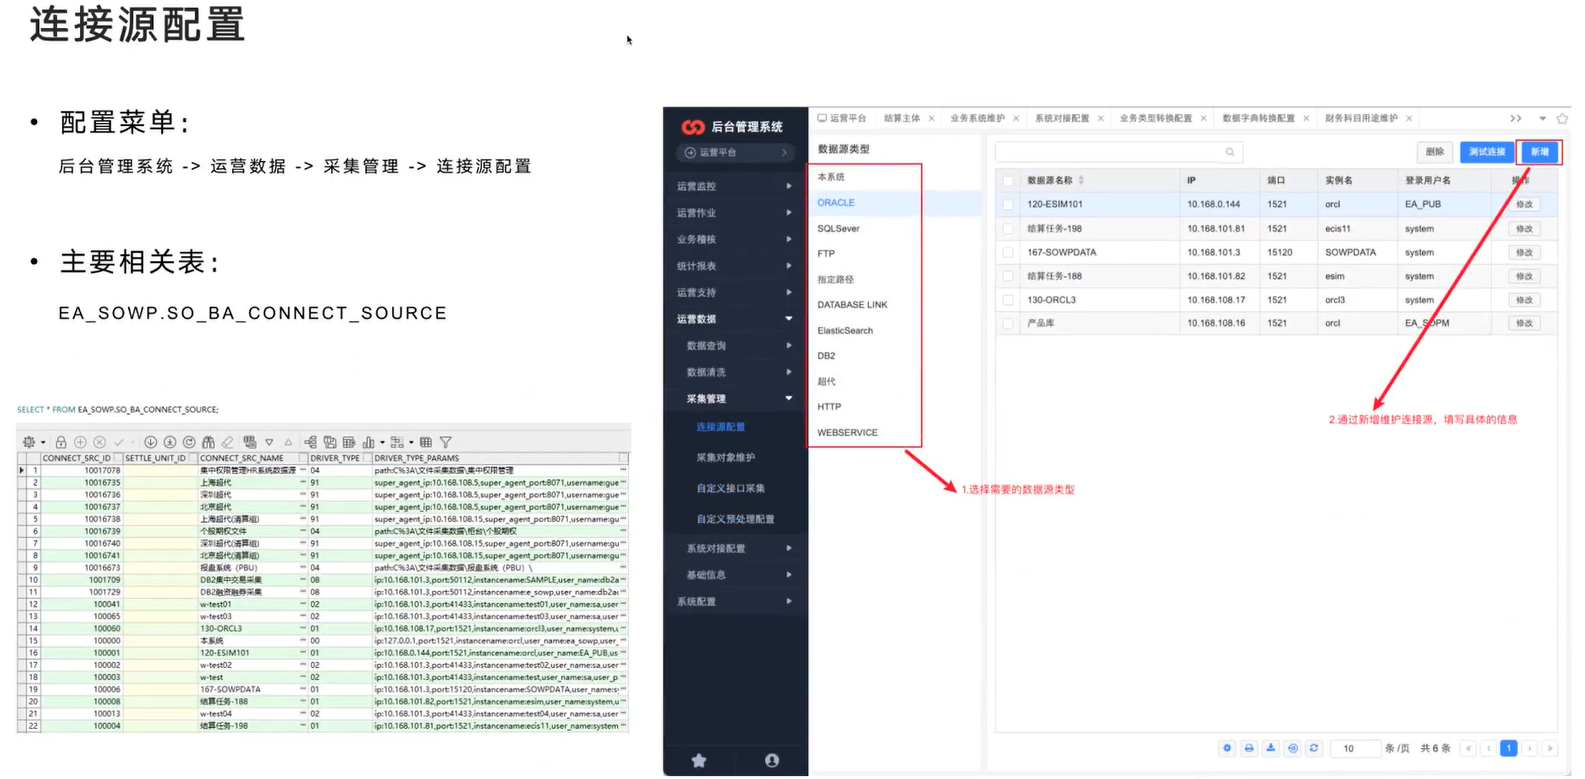 连接源配置
• 配置菜单:
后台管理系统 -> 运营数据 -> 采集管理 -> 连接源配置
• 主要相关表:
EA_SOWP.SO_BA_CONNECT_SOURCE
SELECT * FROM EA_SOWP.SO_BA_CONNECT_SOURCE;
CONNECT_SRC_ID SETTLE_UNIT_ID CONNECT_SRC_NAME DRIVER_TYPE DRIVER_TYPE_PARAMS
1 10017078 集中权限管理HR系统数据源 04 path:C%3A\文件采集数据\集中权限管理
2 10016735 上海超代 91 super_agent_ip:10.168.108.5,super_agent_port:8071,username:gue
3 10016736 深圳超代 91 super_agent_ip:10.168.108.5,super_agent_port:8071,username:gue
4 10016737 北京超代 91 super_agent_ip:10.168.108.5,super_agent_port:8071,username:gue
5 10016738 上海超代(清算组) 91 super_agent_ip:10.168.108.15,super_agent_port:8071,username:gu
6 10016739 个股期权文件 04 path:C%3A\文件采集数据\柜台\个股期权
7 10016740 深圳超代(清算组) 91 super_agent_ip:10.168.108.15,super_agent_port:8071,username:gu
8 10016741 北京超代(清算组) 91 super_agent_ip:10.168.108.15,super_agent_port:8071,username:gu
9 10016673 报盘系统（PBU） 04 path:C%3A\文件采集数据\报盘系统（PBU）\
10 1001709 DB2集中交易采集 08 ip:10.168.101.3,port:50112,instancename:SAMPLE,user_name:db2a
11 1001729 DB2融资融券采集 08 ip:10.168.101.3,port:50112,instancename:e_sowp,user_name:db2a
12 100041 w-test01 02 ip:10.168.101.3,port:41433,instancename:test01,user_name:sa,user
13 100065 w-test03 02 ip:10.168.101.3,port:41433,instancename:test03,user_name:sa,user
14 100060 130-ORCL3 01 ip:10.168.108.17,port:1521,instancename:orcl3,user_name:system,
15 100000 本系统 00 ip:127.0.0.1,port:1521,instancename:orcl,user_name:ea_sowp,user_
16 100001 120-ESIM101 01 ip:10.168.0.144,port:1521,instancename:orcl,user_name:EA_PUB,u
17 100002 w-test02 02 ip:10.168.101.3,port:41433,instancename:test02,user_name:sa,user
18 100003 w-test 02 ip:10.168.101.3,port:41433,instancename:test,user_name:sa,user_p
19 100006 167-SOWPDATA 01 ip:10.168.101.3,port:15120,instancename:SOWPDATA,user_name:s
20 100008 结算任务-188 01 ip:10.168.101.82,port:1521,instancename:esim,user_name:system,u
21 100013 w-test04 02 ip:10.168.101.3,port:41433,instancename:test04,user_name:sa,user
22 100004 结算任务-198 01 ip:10.168.101.81,port:1521,instancename:ecis11,user_name:system
后台管理系统
运营平台
运营监控
运营作业
业务稽核
统计报表
运营支持
运营数据
数据查询
数据清洗
采集管理
连接源配置
采集对象维护
自定义接口采集
自定义预处理配置
系统对接配置
基础信息
系统配置
运营平台 结算主体 业务系统维护 系统对接配置 业务类型转换配置 数据字典转换配置 财务科目用途维护
数据源类型
本系统
ORACLE
SQLSever
FTP
指定路径
DATABASE LINK
ElasticSearch
DB2
超代
HTTP
WEBSERVICE
1.选择需要的数据源类型
删除 测试连接 新增
数据源名称 IP 端口 实例名 登录用户名 操作
120-ESIM101 10.168.0.144 1521 orcl EA_PUB 修改
结算任务-198 10.168.101.81 1521 ecis11 system 修改
167-SOWPDATA 10.168.101.3 15120 SOWPDATA system 修改
结算任务-188 10.168.101.82 1521 esim system 修改
130-ORCL3 10.168.108.17 1521 orcl3 system 修改
产品库 10.168.108.16 1521 orcl EA_SOPM 修改
2.通过新增维护连接源，填写具体的信息
10 条/页 共 6 条 1